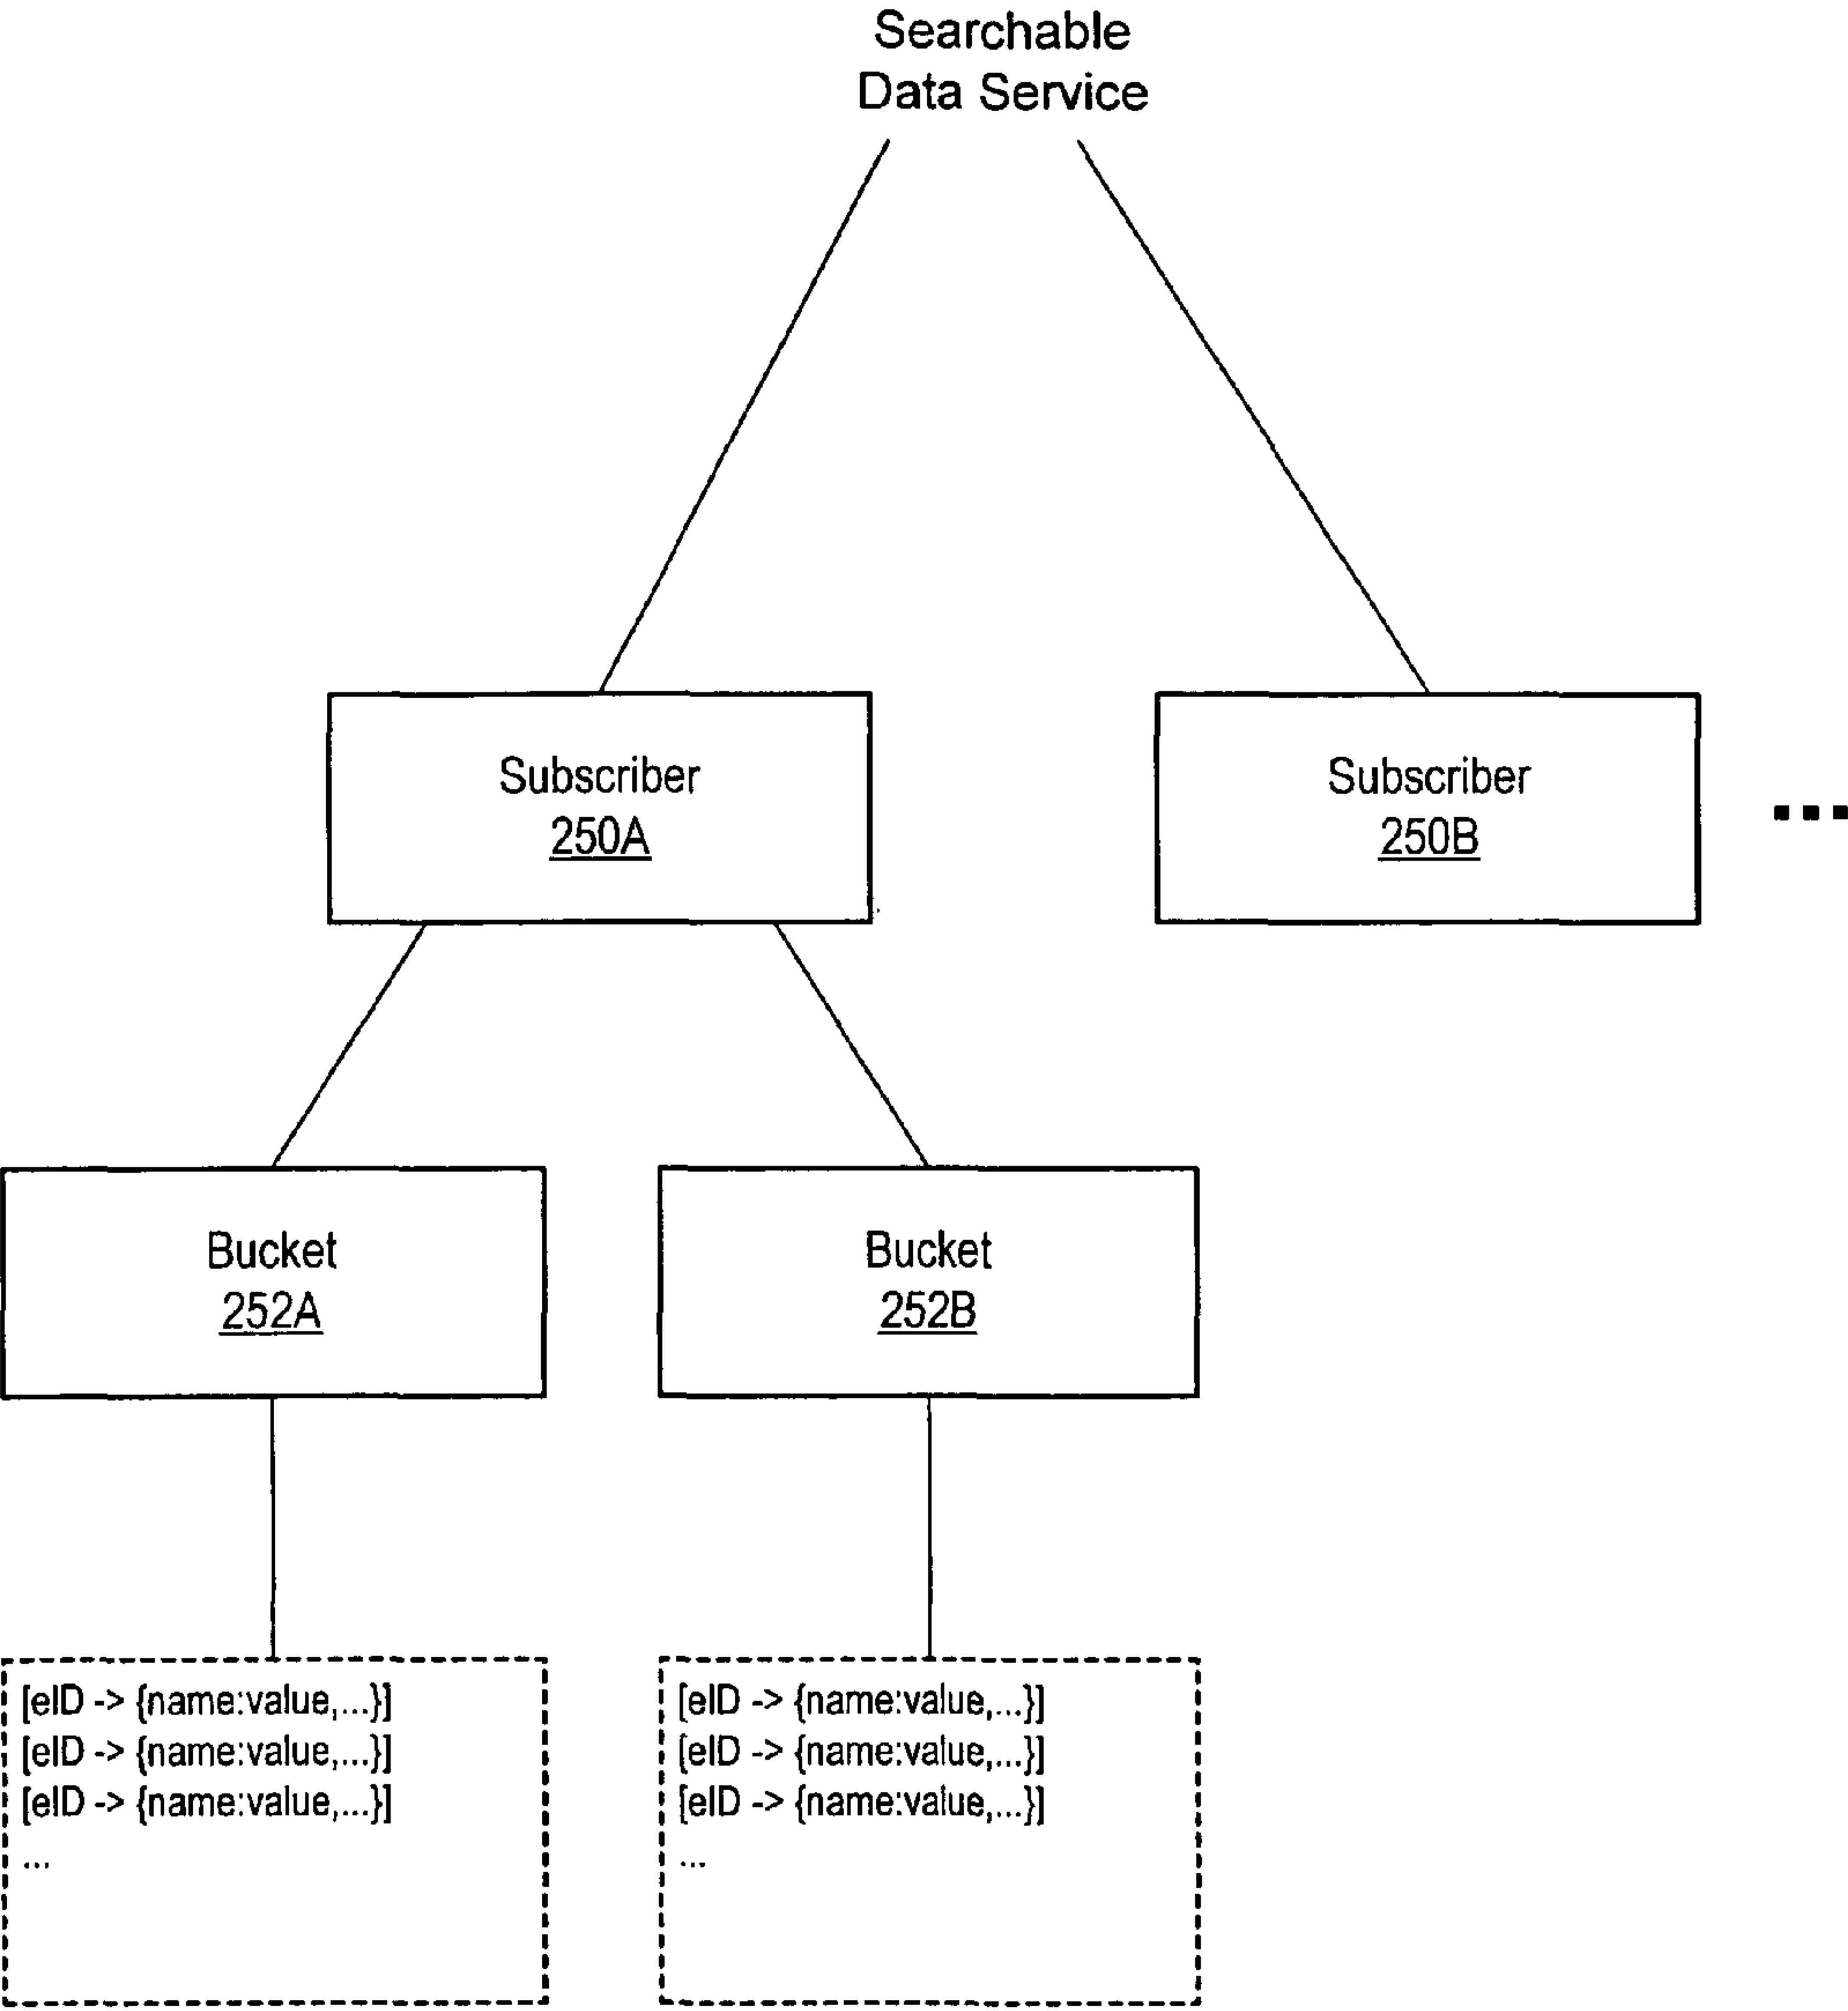 Searchable
Data Service
Subscriber
250A
Subscriber
250B
...
Bucket
252A
Bucket
252B
[eID -> {name:value,...}]
[eID -> {name:value,...}]
[eID -> {name:value,...}]
...
[eID -> {name:value,...}]
[eID -> {name:value,...}]
[eID -> {name:value,...}]
...